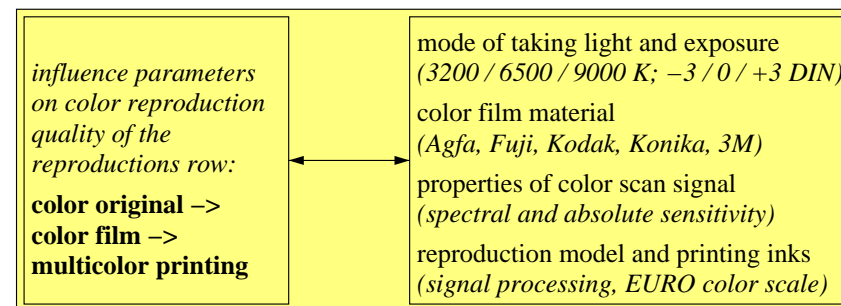 influence parameters
on color reproduction
quality of the
reproductions row:
color original −>
color film −>
multicolor printing
mode of taking light and exposure
(3200 / 6500 / 9000 K; −3 / 0 / +3 DIN)
color film material
(Agfa, Fuji, Kodak, Konika, 3M)
properties of color scan signal
(spectral and absolute sensitivity)
reproduction model and printing inks
(signal processing, EURO color scale)